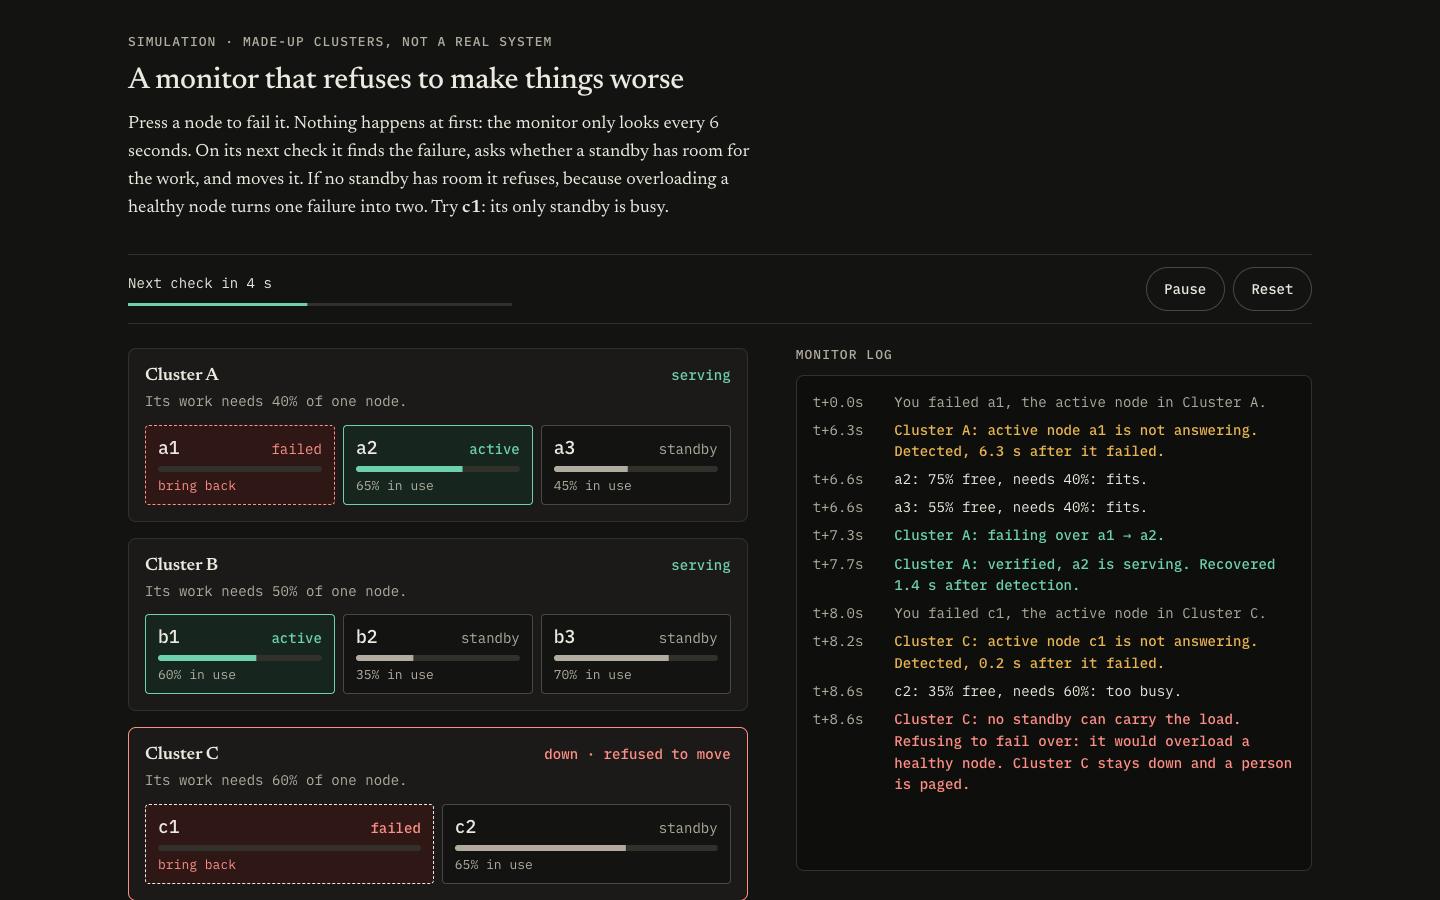 SIMULATION · MADE-UP CLUSTERS, NOT A REAL SYSTEM
A monitor that refuses to make things worse
Press a node to fail it. Nothing happens at first: the monitor only looks every 6
seconds. On its next check it finds the failure, asks whether a standby has room for
the work, and moves it. If no standby has room it refuses, because overloading a
healthy node turns one failure into two. Try c1: its only standby is busy.
Next check in 4 s
Pause
Reset
Cluster A
serving
Its work needs 40% of one node.
a1
failed
bring back
a2
active
65% in use
a3
standby
45% in use
Cluster B
serving
Its work needs 50% of one node.
b1
active
60% in use
b2
standby
35% in use
b3
standby
70% in use
Cluster C
down · refused to move
Its work needs 60% of one node.
c1
failed
bring back
c2
standby
65% in use
MONITOR LOG
t+0.0s You failed a1, the active node in Cluster A.
t+6.3s Cluster A: active node a1 is not answering.
Detected, 6.3 s after it failed.
t+6.6s a2: 75% free, needs 40%: fits.
t+6.6s a3: 55% free, needs 40%: fits.
t+7.3s Cluster A: failing over a1 → a2.
t+7.7s Cluster A: verified, a2 is serving. Recovered
1.4 s after detection.
t+8.0s You failed c1, the active node in Cluster C.
t+8.2s Cluster C: active node c1 is not answering.
Detected, 0.2 s after it failed.
t+8.6s c2: 35% free, needs 60%: too busy.
t+8.6s Cluster C: no standby can carry the load.
Refusing to fail over: it would overload a
healthy node. Cluster C stays down and a person
is paged.